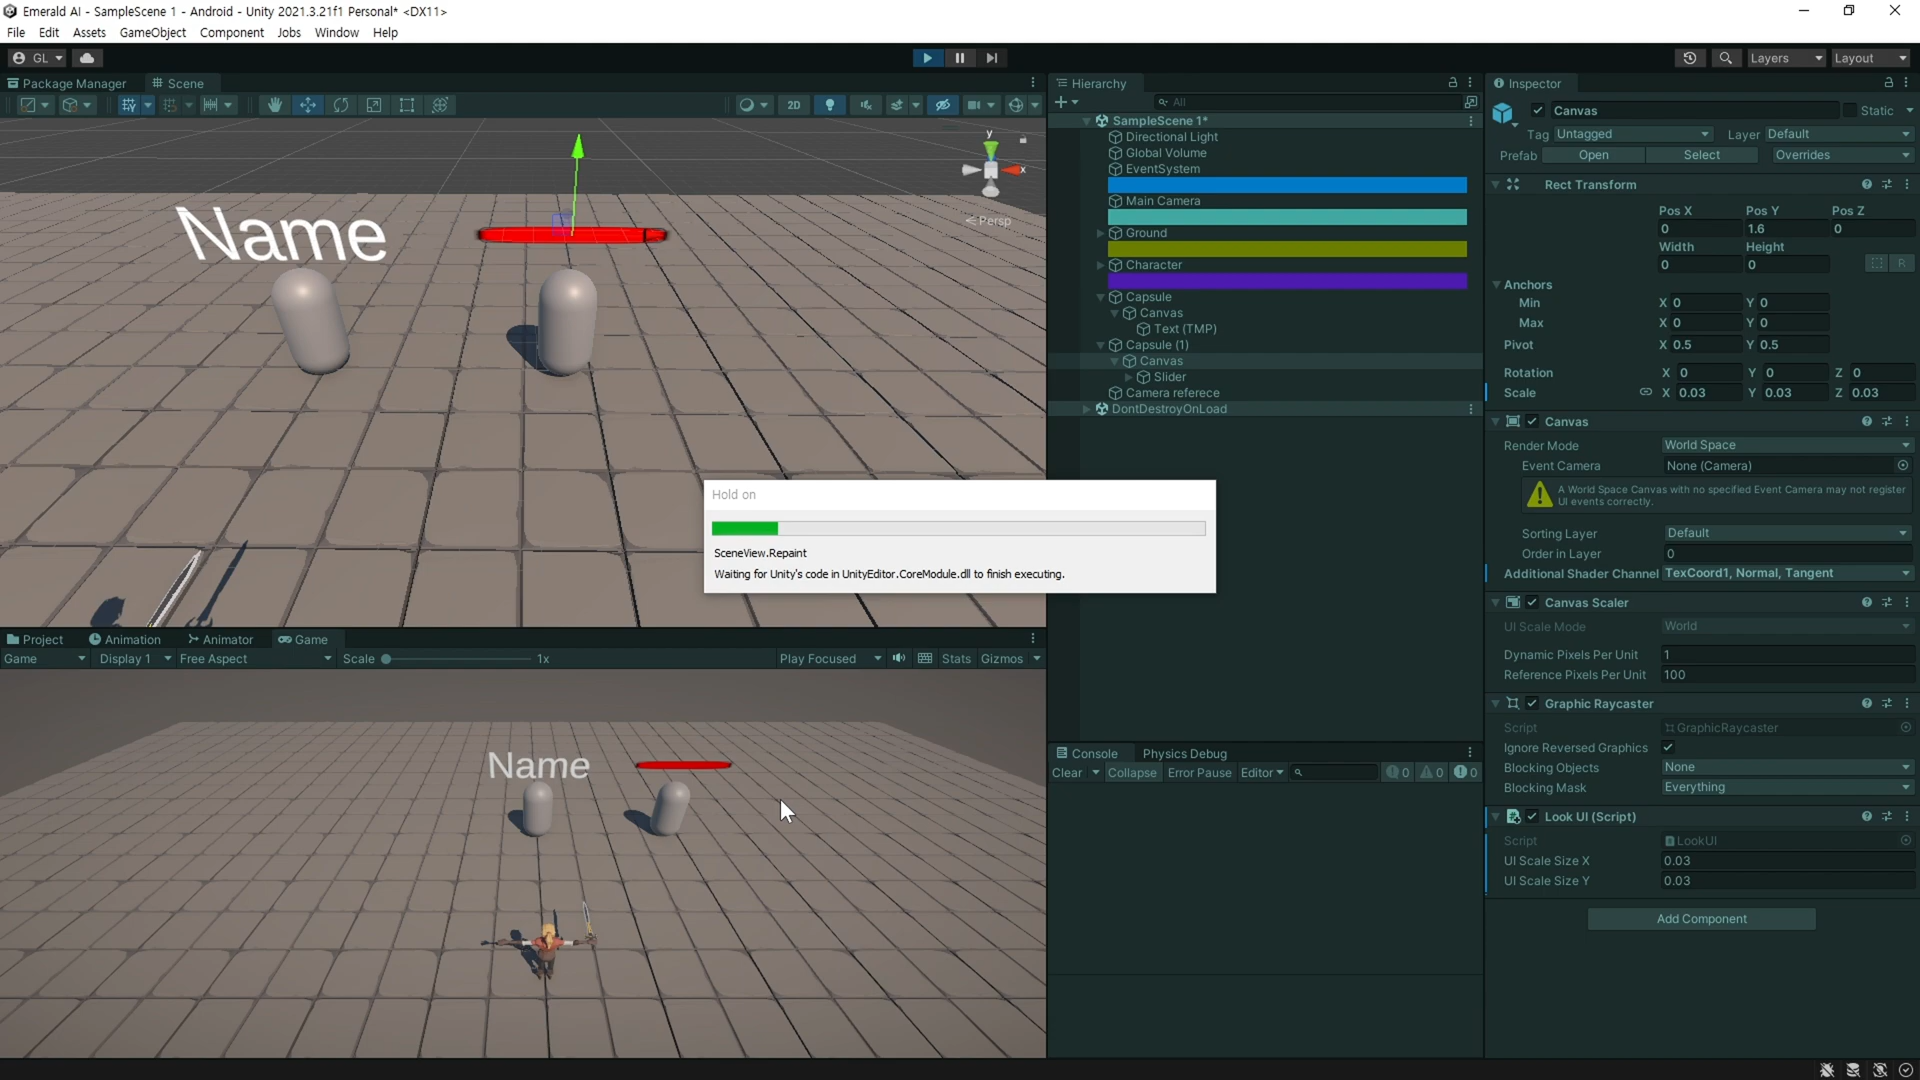 Emerald AI - SampleScene 1 - Android - Unity 2021.3.21f1 Personal* <DX11>
File Edit Assets GameObject Component Jobs Window Help
GL
Layers
Layout
Package Manager
Scene
2D
y
x
Persp
Name
Hierarchy
All
SampleScene 1*
Directional Light
Global Volume
EventSystem
Main Camera
Ground
Character
Capsule
Canvas
Text (TMP)
Capsule (1)
Canvas
Slider
Camera referece
DontDestroyOnLoad
Hold on
SceneView.Repaint
Waiting for Unity's code in UnityEditor.CoreModule.dll to finish executing.
Project
Animation
Animator
Game
Game
Display 1
Free Aspect
Scale
1x
Play Focused
Stats
Gizmos
Name
Console
Physics Debug
Clear
Collapse
Error Pause
Editor
0
0
0
Inspector
Canvas
Static
Tag Untagged
Layer Default
Prefab Open Select Overrides
Rect Transform
Pos X Pos Y Pos Z
0 1.6 0
Width Height
0 0
R
Anchors
Min X 0 Y 0
Max X 0 Y 0
Pivot X 0.5 Y 0.5
Rotation X 0 Y 0 Z 0
Scale X 0.03 Y 0.03 Z 0.03
Canvas
Render Mode World Space
Event Camera None (Camera)
A World Space Canvas with no specified Event Camera may not register
UI events correctly.
Sorting Layer Default
Order in Layer 0
Additional Shader Channel TexCoord1, Normal, Tangent
Canvas Scaler
UI Scale Mode World
Dynamic Pixels Per Unit 1
Reference Pixels Per Unit 100
Graphic Raycaster
Script GraphicRaycaster
Ignore Reversed Graphics
Blocking Objects None
Blocking Mask Everything
Look UI (Script)
Script LookUI
UI Scale Size X 0.03
UI Scale Size Y 0.03
Add Component